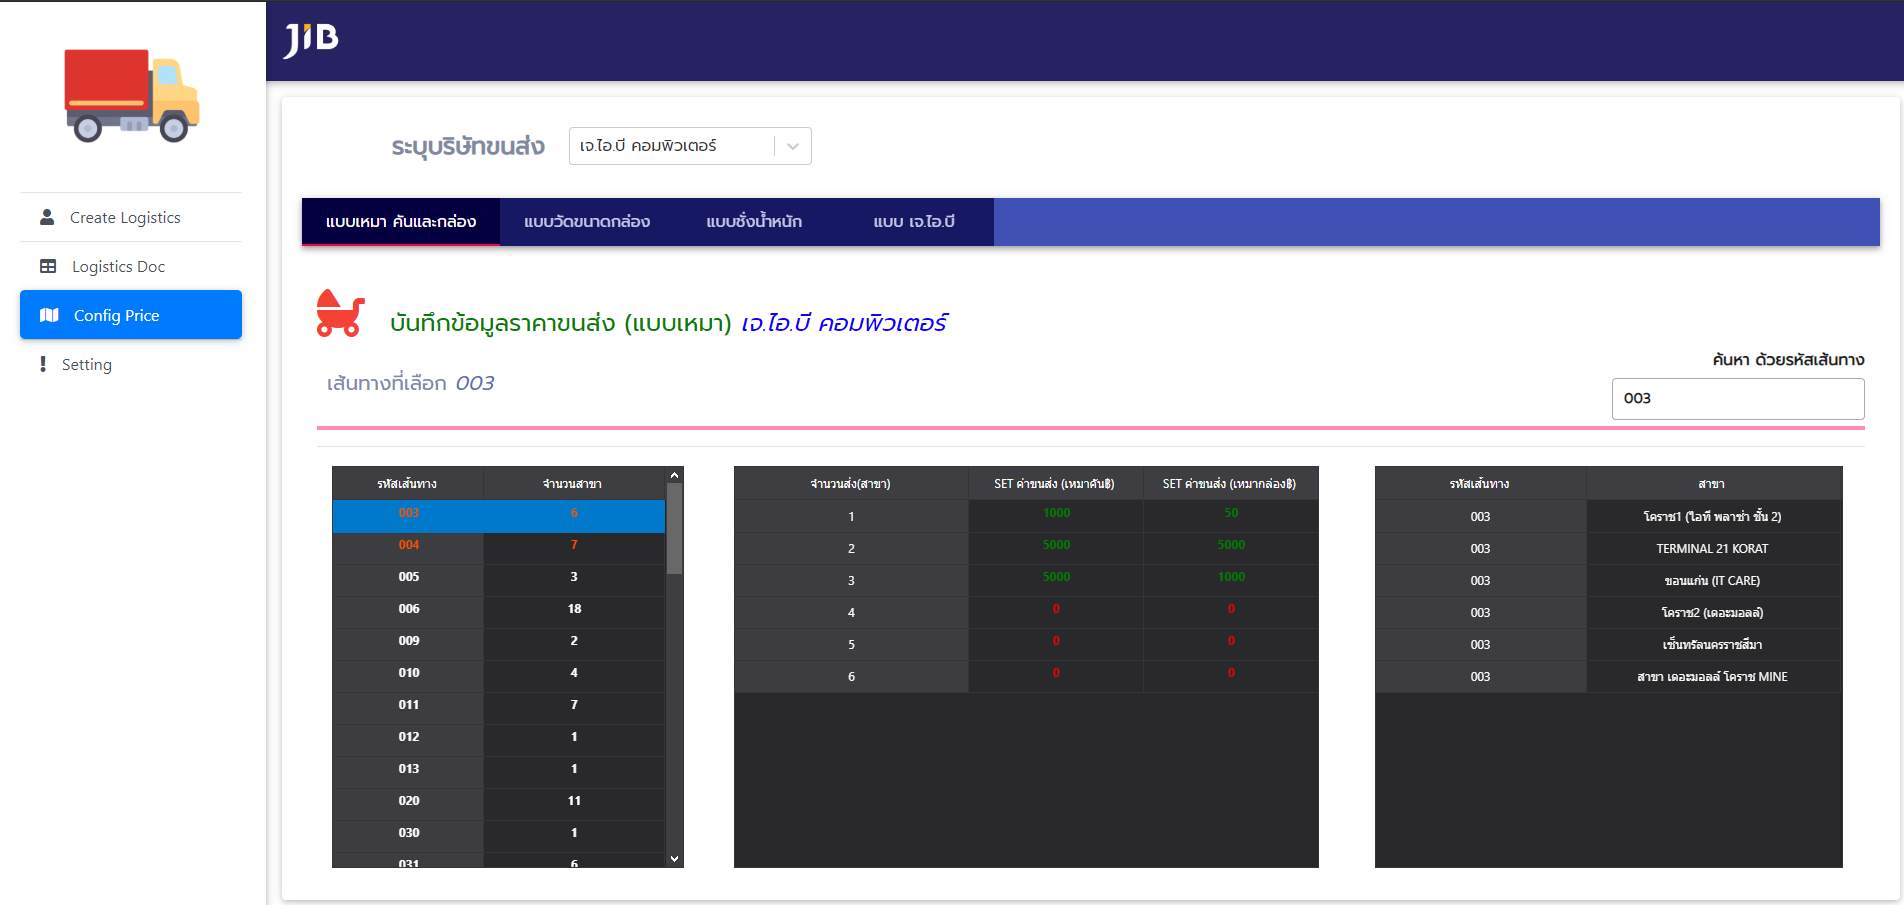 JIB
Create Logistics
Logistics Doc
Config Price
Setting
ระบุบริษัทขนส่ง เจ.ไอ.บี คอมพิวเตอร์
แบบเหมา คันและกล่อง แบบวัดขนาดกล่อง แบบชั่งน้ำหนัก แบบ เจ.ไอ.บี
บันทึกข้อมูลราคาขนส่ง (แบบเหมา) เจ.ไอ.บี คอมพิวเตอร์
เส้นทางที่เลือก 003
ค้นหา ด้วยรหัสเส้นทาง
003
รหัสเส้นทาง จำนวนสาขา
003 6
004 7
005 3
006 18
009 2
010 4
011 7
012 1
013 1
020 11
030 1
031 6
จำนวนส่ง(สาขา) SET ค่าขนส่ง (เหมาคัน฿) SET ค่าขนส่ง (เหมากล่อง฿)
1 1000 50
2 5000 5000
3 5000 1000
4 0 0
5 0 0
6 0 0
รหัสเส้นทาง สาขา
003 โคราช1 (ไอที พลาซ่า ชั้น 2)
003 TERMINAL 21 KORAT
003 ขอนแก่น (IT CARE)
003 โคราช2 (เดอะมอลล์)
003 เซ็นทรัลนครราชสีมา
003 สาขา เดอะมอลล์ โคราช MINE